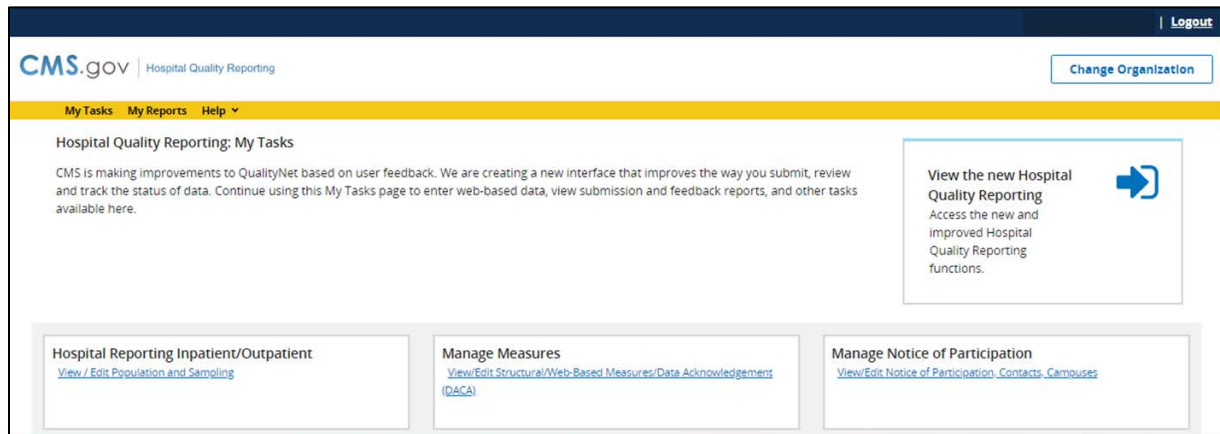 | Logout
CMS.gov | Hospital Quality Reporting
Change Organization
My Tasks My Reports Help
Hospital Quality Reporting: My Tasks
CMS is making improvements to QualityNet based on user feedback. We are creating a new interface that improves the way you submit, review
and track the status of data. Continue using this My Tasks page to enter web-based data, view submission and feedback reports, and other tasks
available here.
View the new Hospital
Quality Reporting
Access the new and
improved Hospital
Quality Reporting
functions.
Hospital Reporting Inpatient/Outpatient
View / Edit Population and Sampling
Manage Measures
View/Edit Structural/Web-Based Measures/Data Acknowledgement
(DACA)
Manage Notice of Participation
View/Edit Notice of Participation, Contacts, Campuses